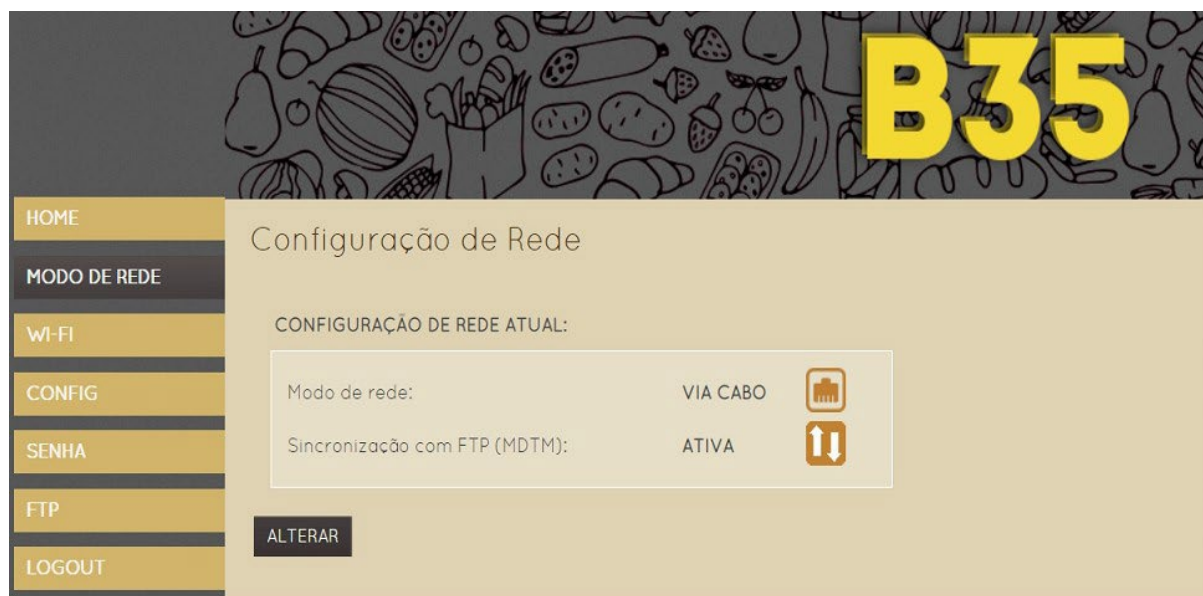 B35
HOME
MODO DE REDE
WI-FI
CONFIG
SENHA
FTP
LOGOUT
Configuração de Rede
CONFIGURAÇÃO DE REDE ATUAL:
Modo de rede: VIA CABO
Sincronização com FTP (MDTM): ATIVA
ALTERAR